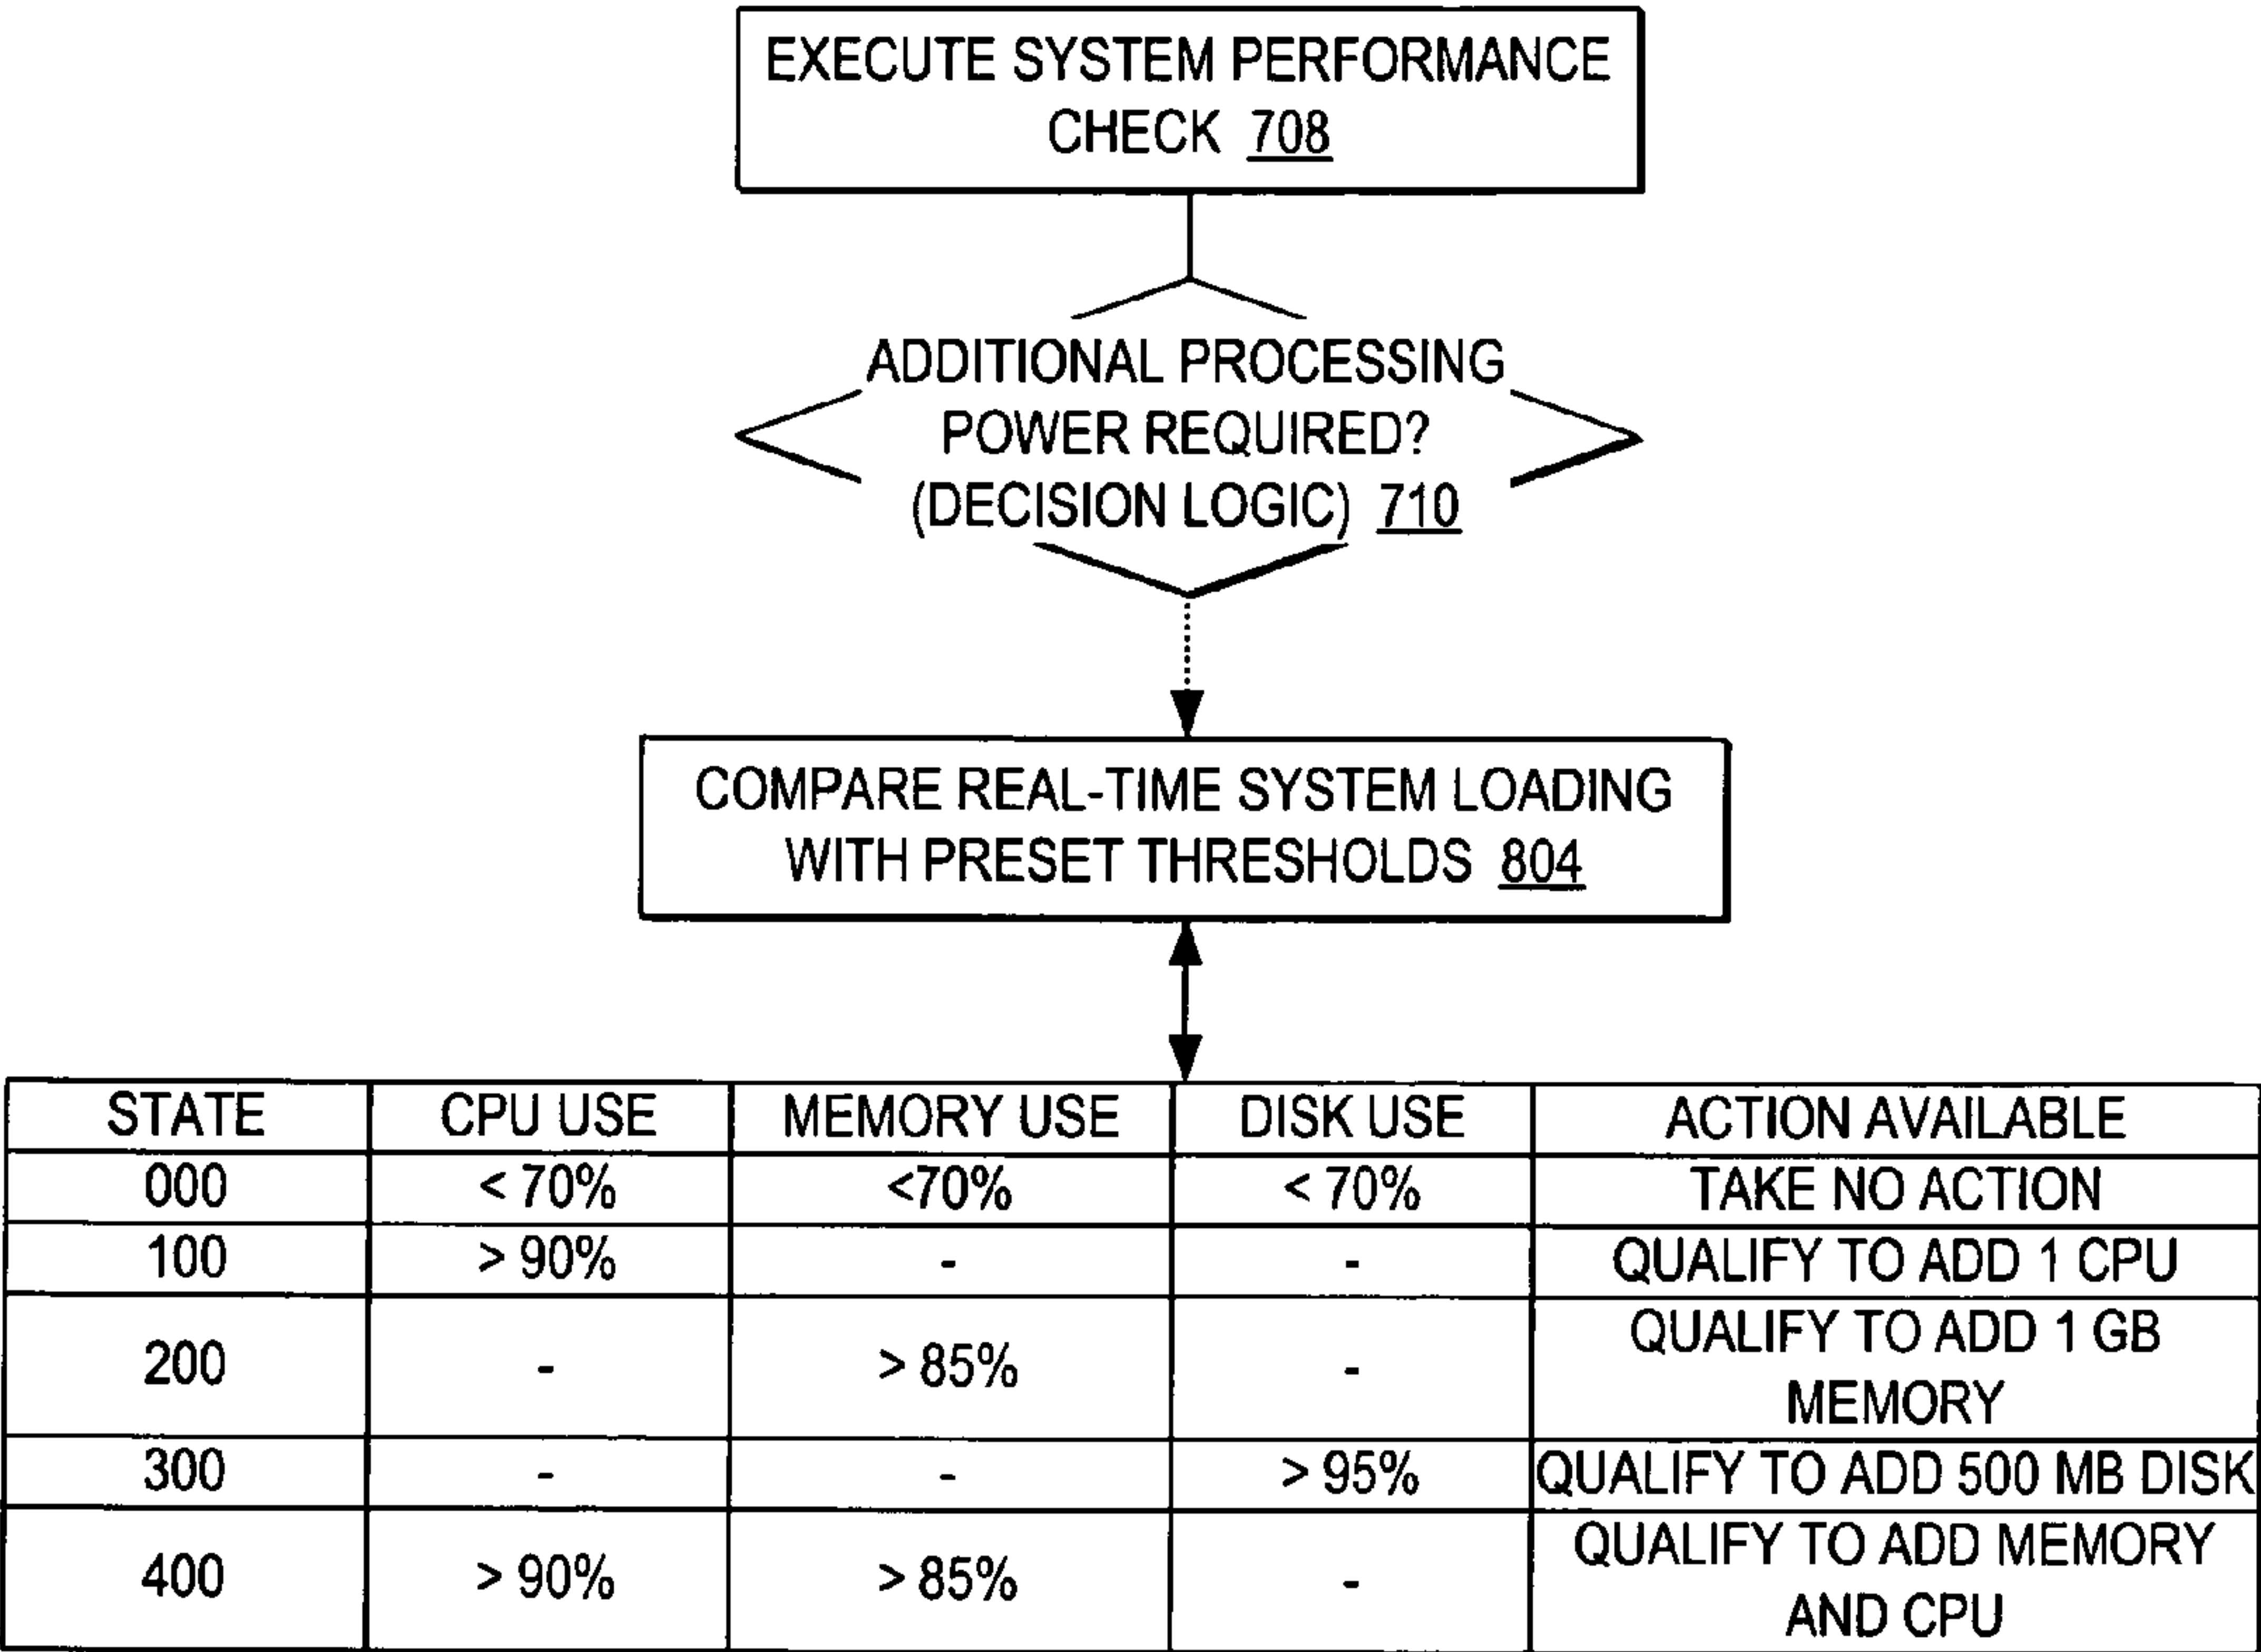 EXECUTE SYSTEM PERFORMANCE
CHECK 708
ADDITIONAL PROCESSING
POWER REQUIRED?
(DECISION LOGIC) 710
COMPARE REAL-TIME SYSTEM LOADING
WITH PRESET THRESHOLDS 804
STATE CPU USE MEMORY USE DISK USE ACTION AVAILABLE
000 < 70% <70% < 70% TAKE NO ACTION
100 > 90% - - QUALIFY TO ADD 1 CPU
200 - > 85% - QUALIFY TO ADD 1 GB
MEMORY
300 - - > 95% QUALIFY TO ADD 500 MB DISK
400 > 90% > 85% - QUALIFY TO ADD MEMORY
AND CPU